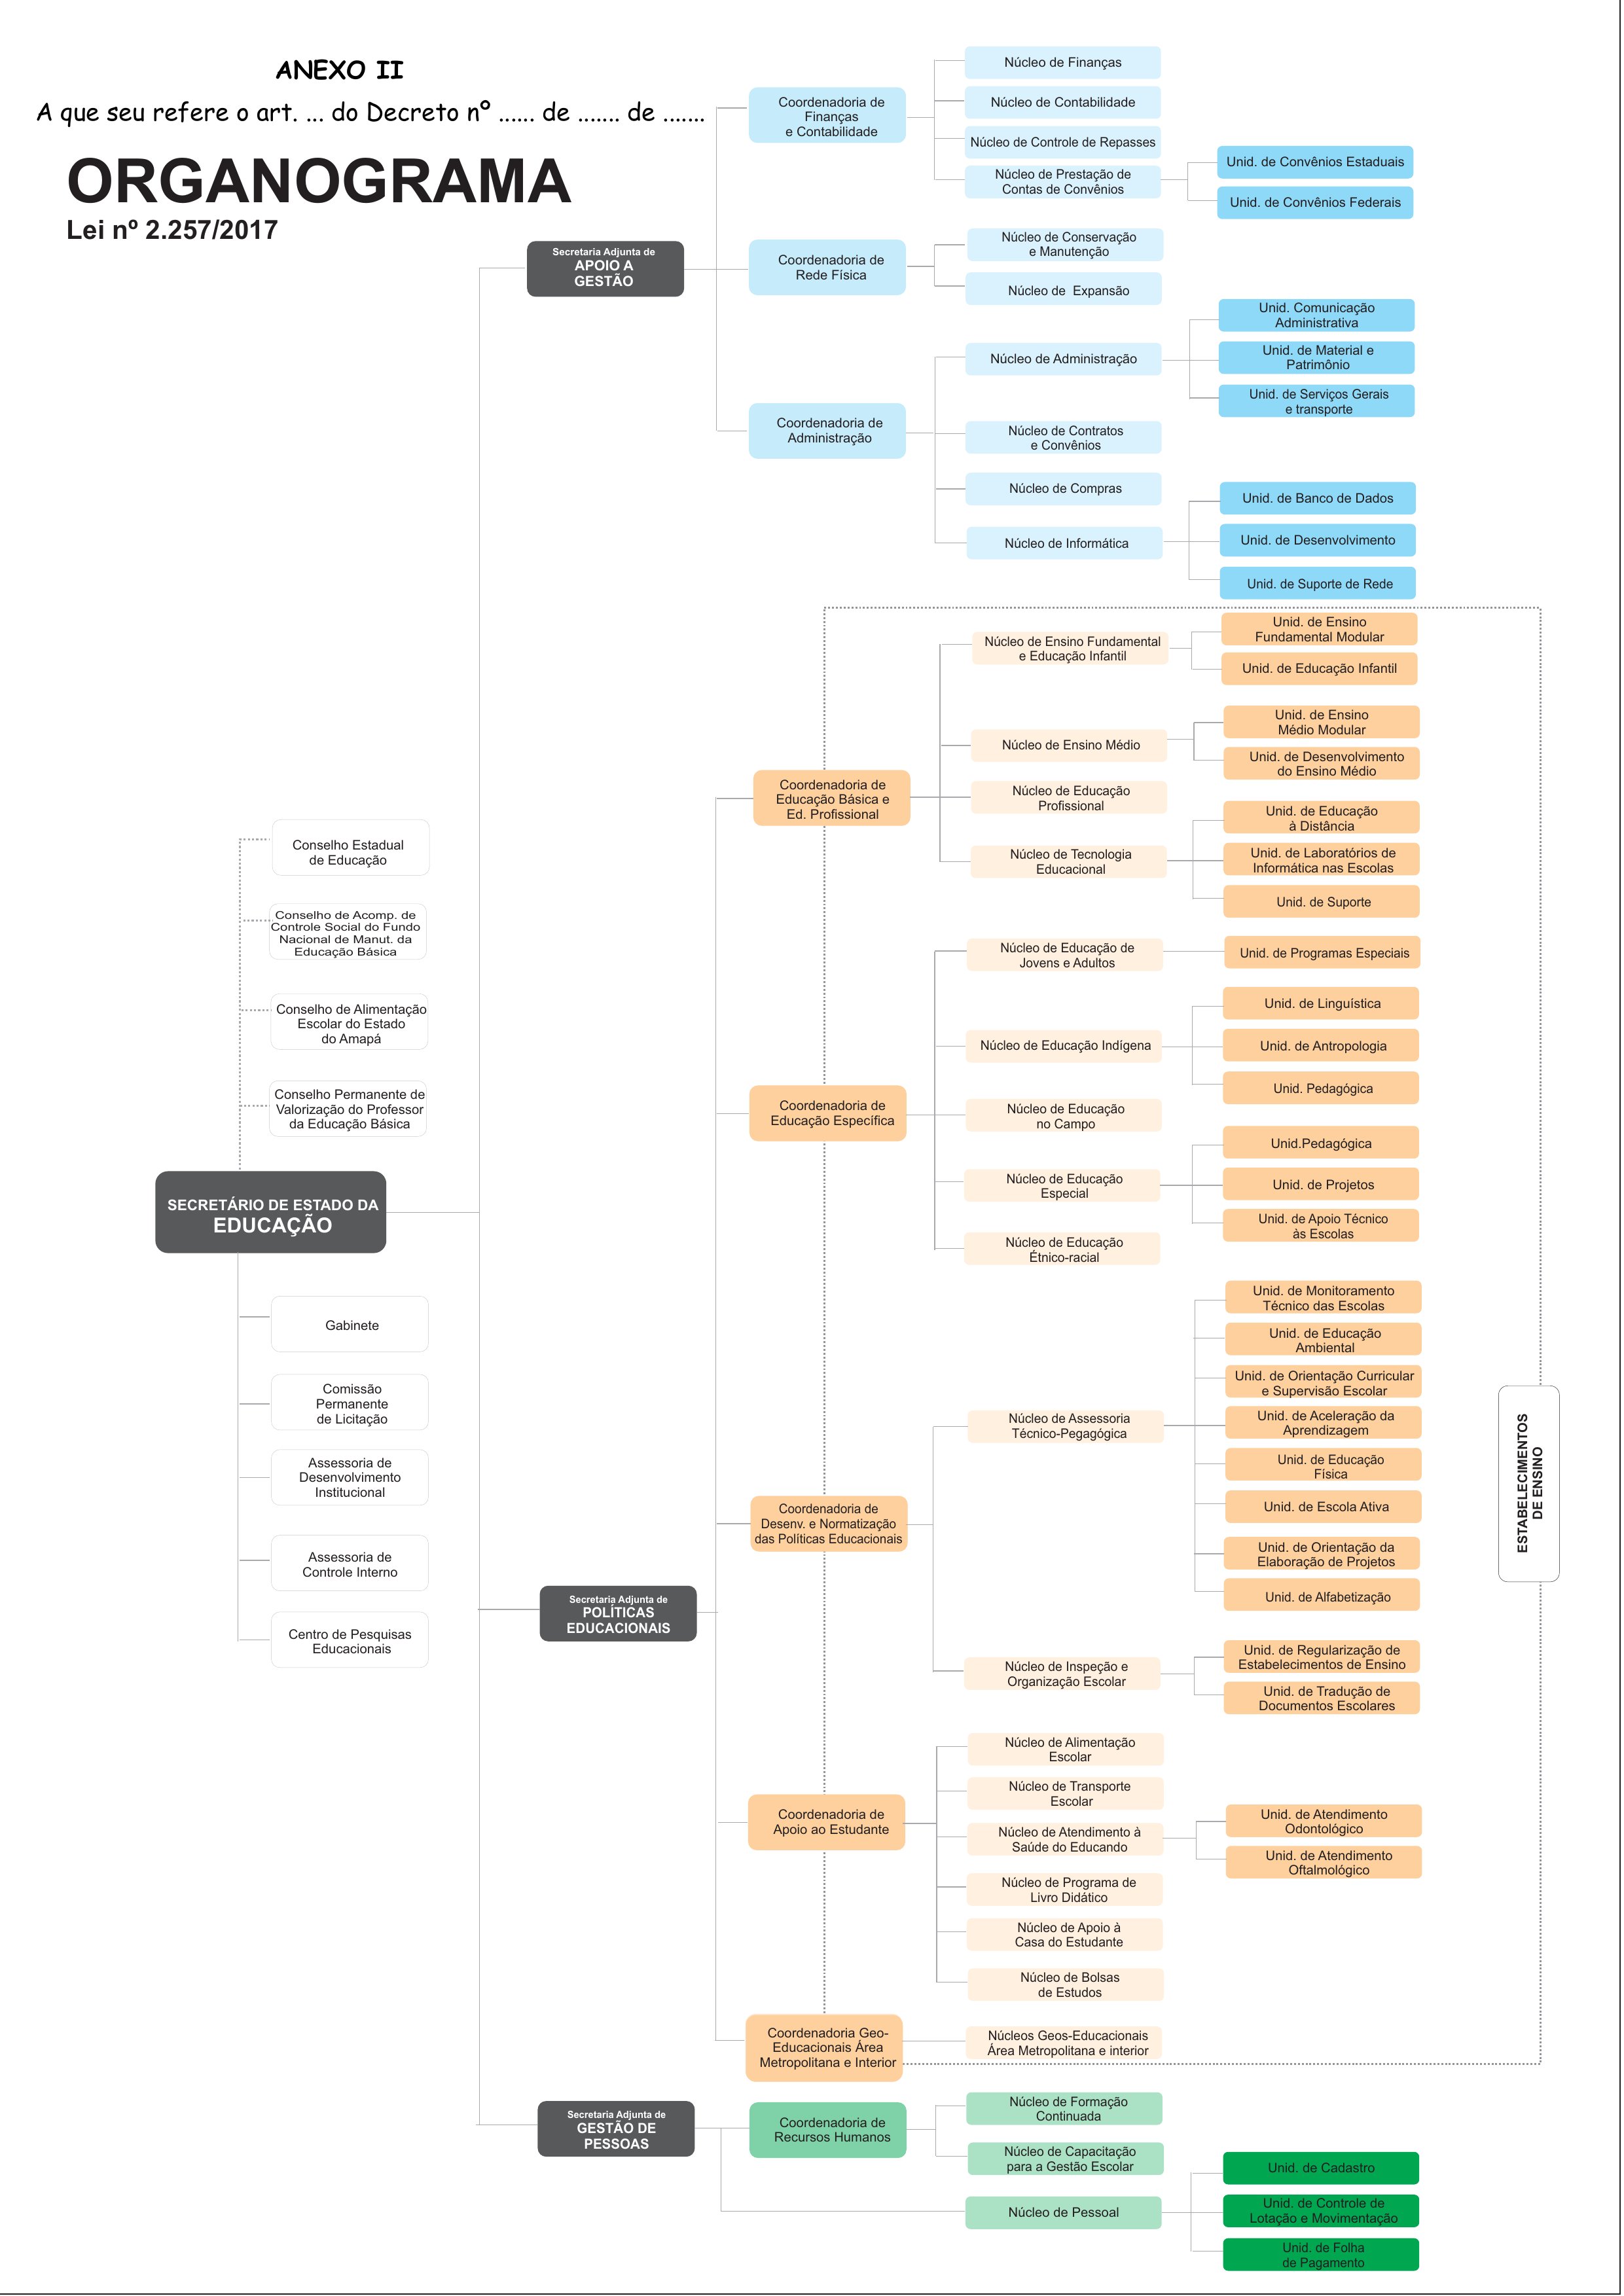 ANEXO II
A que seu refere o art. ... do Decreto nº ...... de ....... de .......
ORGANOGRAMA
Lei nº 2.257/2017
Secretaria Adjunta de
APOIO A
GESTÃO
Coordenadoria de
Finanças
e Contabilidade
Núcleo de Finanças
Núcleo de Contabilidade
Núcleo de Controle de Repasses
Núcleo de Prestação de
Contas de Convênios
Unid. de Convênios Estaduais
Unid. de Convênios Federais
Coordenadoria de
Rede Física
Núcleo de Conservação
e Manutenção
Núcleo de Expansão
Coordenadoria de
Administração
Núcleo de Administração
Unid. Comunicação
Administrativa
Unid. de Material e
Patrimônio
Unid. de Serviços Gerais
e transporte
Núcleo de Contratos
e Convênios
Núcleo de Compras
Núcleo de Informática
Unid. de Banco de Dados
Unid. de Desenvolvimento
Unid. de Suporte de Rede
Conselho Estadual
de Educação
Conselho de Acomp. de
Controle Social do Fundo
Nacional de Manut. da
Educação Básica
Conselho de Alimentação
Escolar do Estado
do Amapá
Conselho Permanente de
Valorização do Professor
da Educação Básica
SECRETÁRIO DE ESTADO DA
EDUCAÇÃO
Gabinete
Comissão
Permanente
de Licitação
Assessoria de
Desenvolvimento
Institucional
Assessoria de
Controle Interno
Centro de Pesquisas
Educacionais
Secretaria Adjunta de
POLÍTICAS
EDUCACIONAIS
Coordenadoria de
Educação Básica e
Ed. Profissional
Núcleo de Ensino Fundamental
e Educação Infantil
Unid. de Ensino
Fundamental Modular
Unid. de Educação Infantil
Núcleo de Ensino Médio
Unid. de Ensino
Médio Modular
Unid. de Desenvolvimento
do Ensino Médio
Núcleo de Educação
Profissional
Núcleo de Tecnologia
Educacional
Unid. de Educação
à Distância
Unid. de Laboratórios de
Informática nas Escolas
Unid. de Suporte
Coordenadoria de
Educação Específica
Núcleo de Educação de
Jovens e Adultos
Unid. de Programas Especiais
Núcleo de Educação Indígena
Unid. de Linguística
Unid. de Antropologia
Unid. Pedagógica
Núcleo de Educação
no Campo
Núcleo de Educação
Especial
Unid.Pedagógica
Unid. de Projetos
Unid. de Apoio Técnico
às Escolas
Núcleo de Educação
Étnico-racial
Coordenadoria de
Desenv. e Normatização
das Políticas Educacionais
Núcleo de Assessoria
Técnico-Pegagógica
Unid. de Monitoramento
Técnico das Escolas
Unid. de Educação
Ambiental
Unid. de Orientação Curricular
e Supervisão Escolar
Unid. de Aceleração da
Aprendizagem
Unid. de Educação
Física
Unid. de Escola Ativa
Unid. de Orientação da
Elaboração de Projetos
Unid. de Alfabetização
Núcleo de Inspeção e
Organização Escolar
Unid. de Regularização de
Estabelecimentos de Ensino
Unid. de Tradução de
Documentos Escolares
Coordenadoria de
Apoio ao Estudante
Núcleo de Alimentação
Escolar
Núcleo de Transporte
Escolar
Núcleo de Atendimento à
Saúde do Educando
Unid. de Atendimento
Odontológico
Unid. de Atendimento
Oftalmológico
Núcleo de Programa de
Livro Didático
Núcleo de Apoio à
Casa do Estudante
Núcleo de Bolsas
de Estudos
Coordenadoria Geo-
Educacionais Área
Metropolitana e Interior
Núcleos Geos-Educacionais
Área Metropolitana e interior
ESTABELECIMENTOS
DE ENSINO
Secretaria Adjunta de
GESTÃO DE
PESSOAS
Coordenadoria de
Recursos Humanos
Núcleo de Formação
Continuada
Núcleo de Capacitação
para a Gestão Escolar
Núcleo de Pessoal
Unid. de Cadastro
Unid. de Controle de
Lotação e Movimentação
Unid. de Folha
de Pagamento